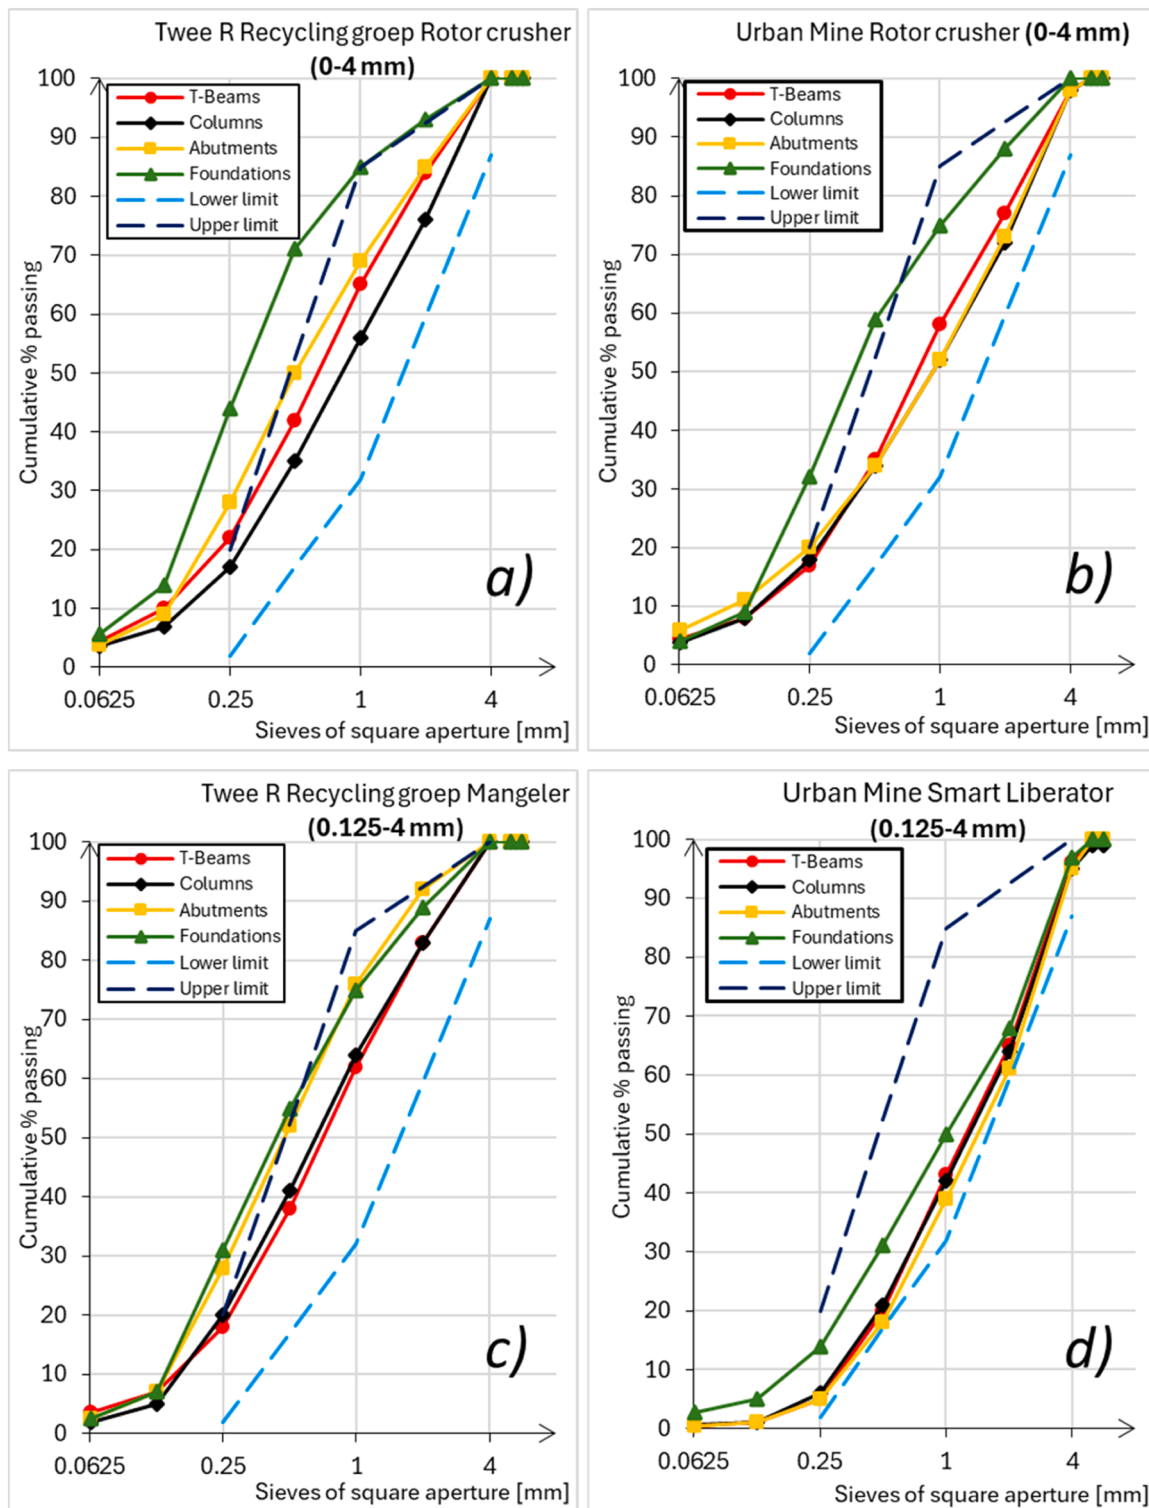 Twee R Recycling groep Rotor crusher
(0-4 mm)
T-Beams
Columns
Abutments
Foundations
Lower limit
Upper limit
100
90
80
70
60
50
40
30
20
10
0
Cumulative % passing
a)
0.0625
0.25
1
4
Sieves of square aperture [mm]
Urban Mine Rotor crusher (0-4 mm)
T-Beams
Columns
Abutments
Foundations
Lower limit
Upper limit
100
90
80
70
60
50
40
30
20
10
0
Cumulative % passing
b)
0.0625
0.25
1
4
Sieves of square aperture [mm]
Twee R Recycling groep Mangeler
(0.125-4 mm)
T-Beams
Columns
Abutments
Foundations
Lower limit
Upper limit
100
90
80
70
60
50
40
30
20
10
0
Cumulative % passing
c)
0.0625
0.25
1
4
Sieves of square aperture [mm]
Urban Mine Smart Liberator
(0.125-4 mm)
T-Beams
Columns
Abutments
Foundations
Lower limit
Upper limit
100
90
80
70
60
50
40
30
20
10
0
Cumulative % passing
d)
0.0625
0.25
1
4
Sieves of square aperture [mm]